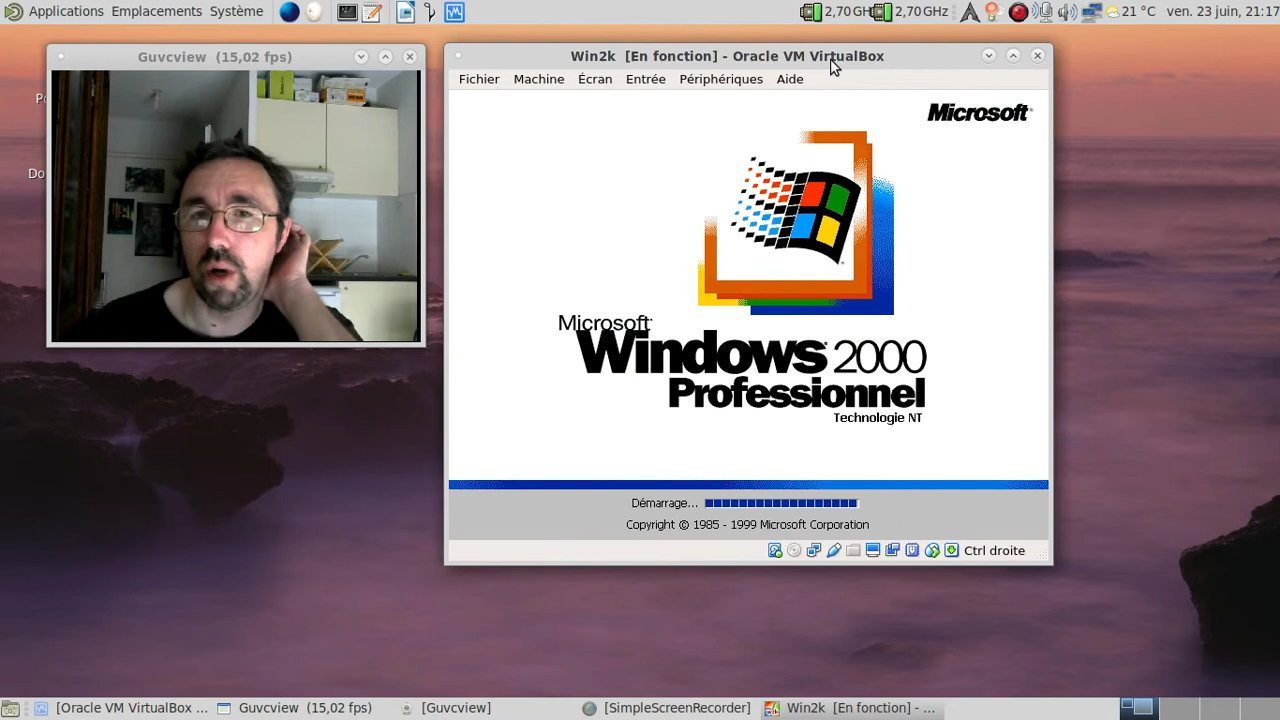 Applications Emplacements Système 2,70 GHz 2,70 GHz 21 °C ven. 23 juin, 21:17
Guvcview (15,02 fps)
Win2k [En fonction] - Oracle VM VirtualBox
Fichier Machine Écran Entrée Périphériques Aide
Microsoft
Microsoft
Windows 2000
Professionnel
Technologie NT
Démarrage...
Copyright © 1985 - 1999 Microsoft Corporation
Ctrl droite
[Oracle VM VirtualBox ... Guvcview (15,02 fps) [Guvcview] [SimpleScreenRecorder] Win2k [En fonction] - ...